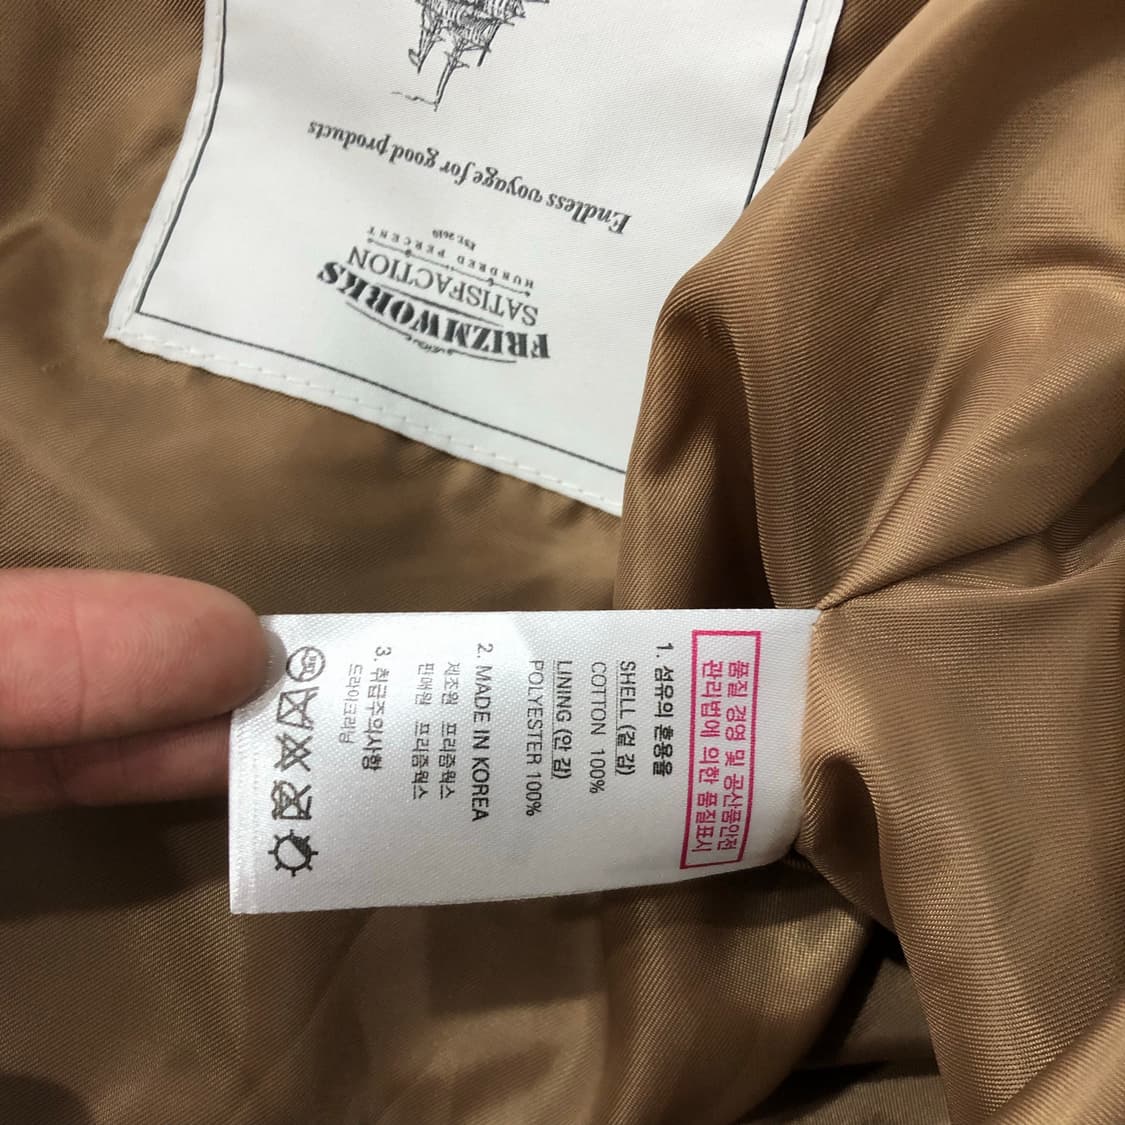 FRIZMWORKS
SATISFACTION
HUNDRED PERCENT
EST. 2010
Endless voyage for good products
품질 경영 및 공산품안전
관리법에 의한 품질표시
1. 섬유의 혼용율
SHELL (겉 감)
COTTON 100%
LINING (안 감)
POLYESTER 100%
2. MADE IN KOREA
제조원 프리즘웍스
판매원 프리즘웍스
3. 취급주의사항
드라이크리닝